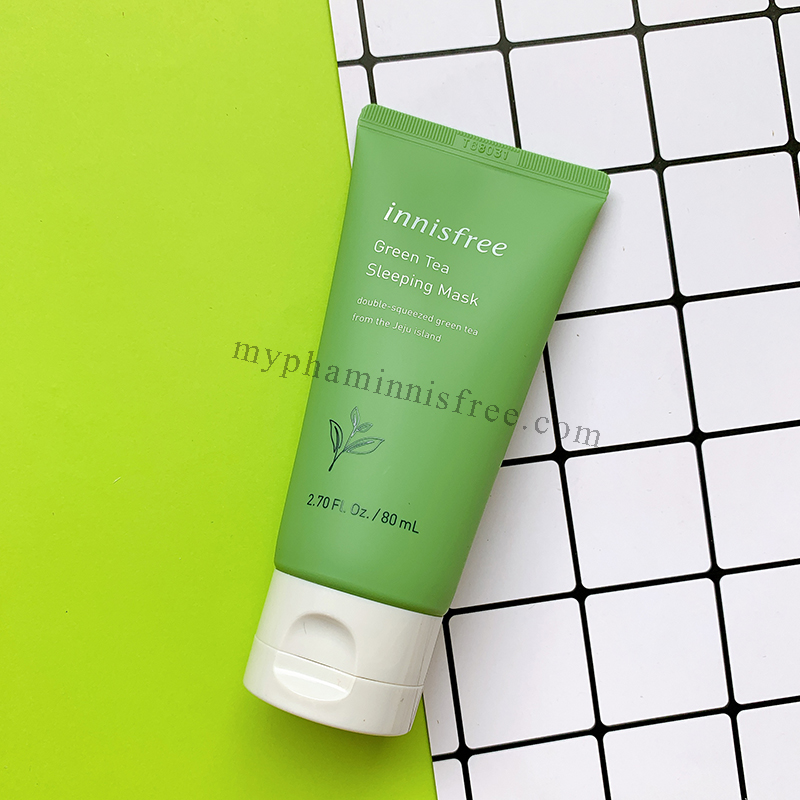 T68031
innisfree
Green Tea
Sleeping Mask
double-squeezed green tea
from the Jeju island
myphaminnisfree.com
2.70 Fl. Oz. / 80 mL